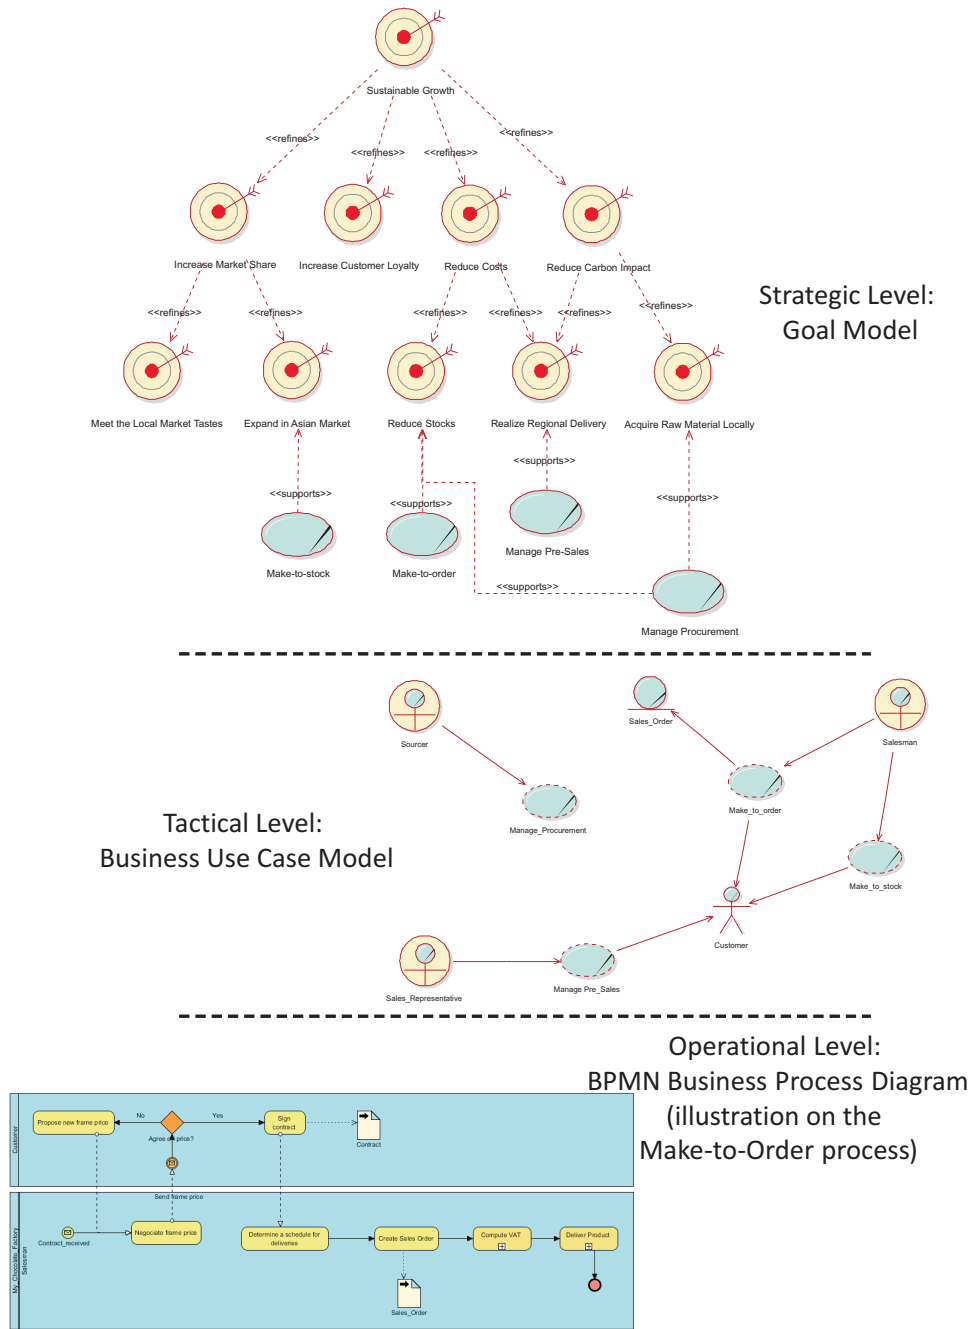 Sustainable Growth
<<refines>>
<<refines>>
<<refines>>
<<refines>>
Increase Market Share
Increase Customer Loyalty
Reduce Costs
Reduce Carbon Impact
Strategic Level:
Goal Model
<<refines>>
<<refines>>
<<refines>>
<<refines>>
<<refines>>
<<refines>>
Meet the Local Market Tastes
Expand in Asian Market
Reduce Stocks
Realize Regional Delivery
Acquire Raw Material Locally
<<supports>>
<<supports>>
<<supports>>
<<supports>>
Manage Pre-Sales
Make-to-stock
Make-to-order
<<supports>>
Manage Procurement
Sourcer
Sales_Order
Salesman
Make_to_order
Manage_Procurement
Tactical Level:
Business Use Case Model
Make_to_stock
Customer
Sales_Representative
Manage Pre_Sales
Operational Level:
BPMN Business Process Diagram
(illustration on the
Make-to-Order process)
Customer
Propose new frame price
No
Agree on price?
Yes
Sign
contract
Contract
Send frame price
My_Chocolate_Factory
Salesman
Contract_received
Negociate frame price
Determine a schedule for
deliveries
Create Sales Order
Compute VAT
Deliver Product
Sales_Order